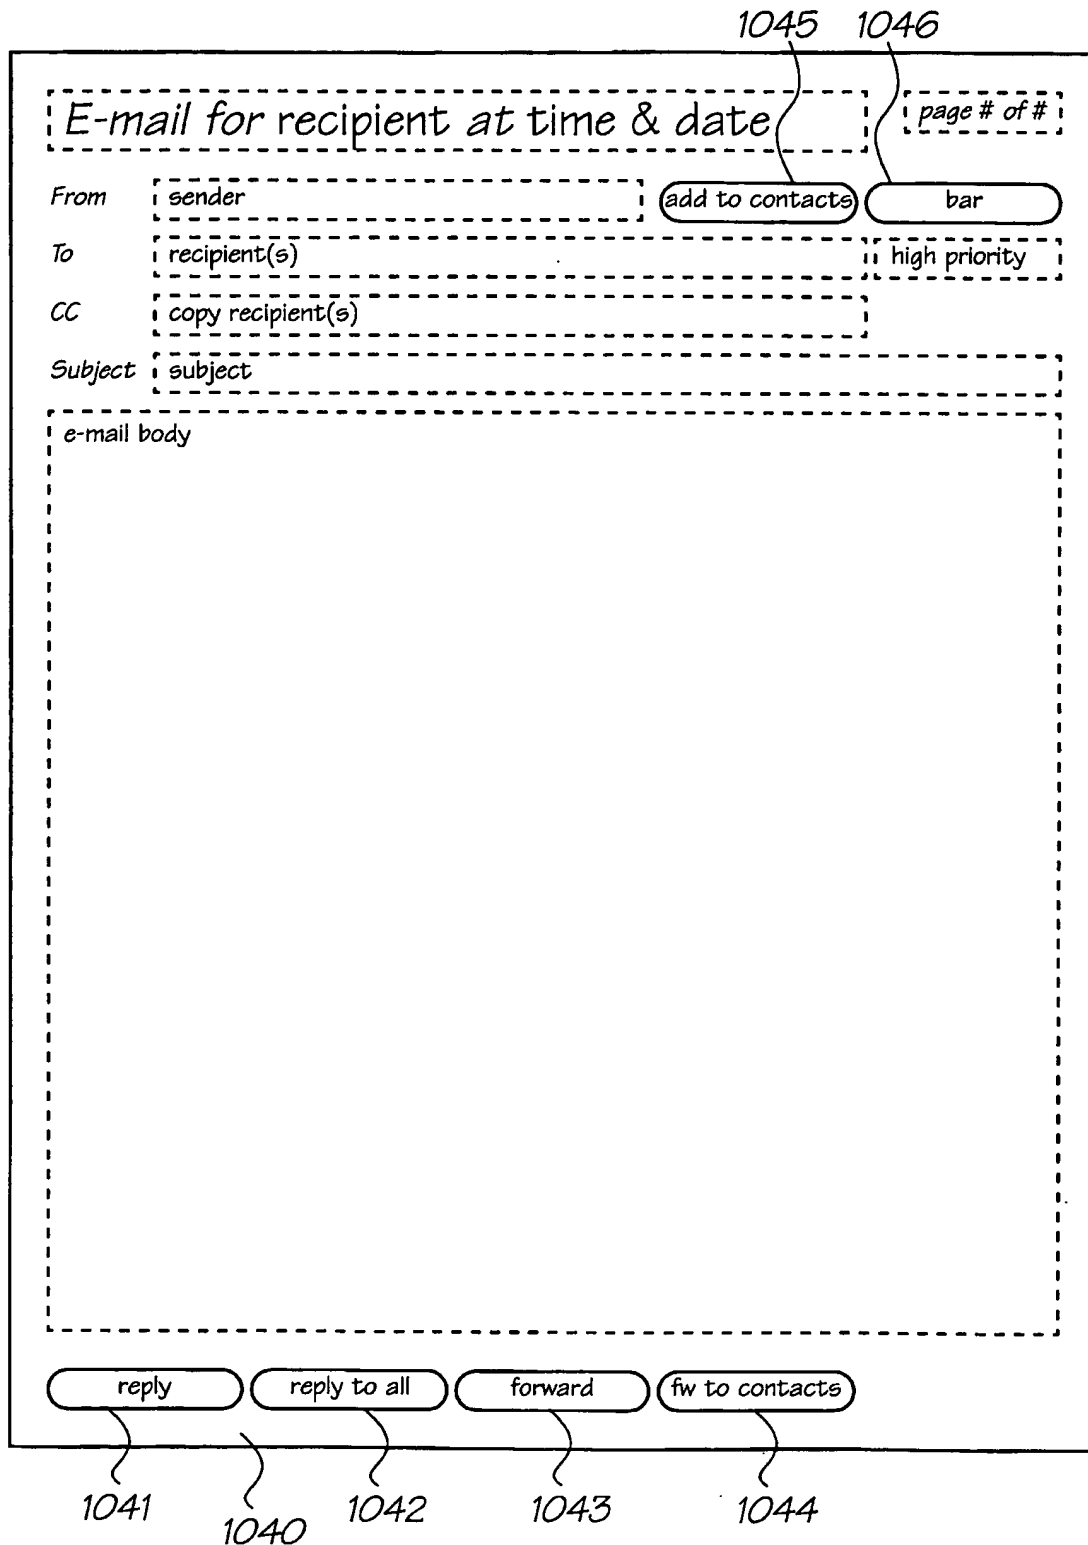 1045 1046
E-mail for recipient at time & date
page # of #
From sender add to contacts bar
To recipient(s) high priority
CC copy recipient(s)
Subject subject
e-mail body
reply reply to all forward fw to contacts
1041 1040 1042 1043 1044